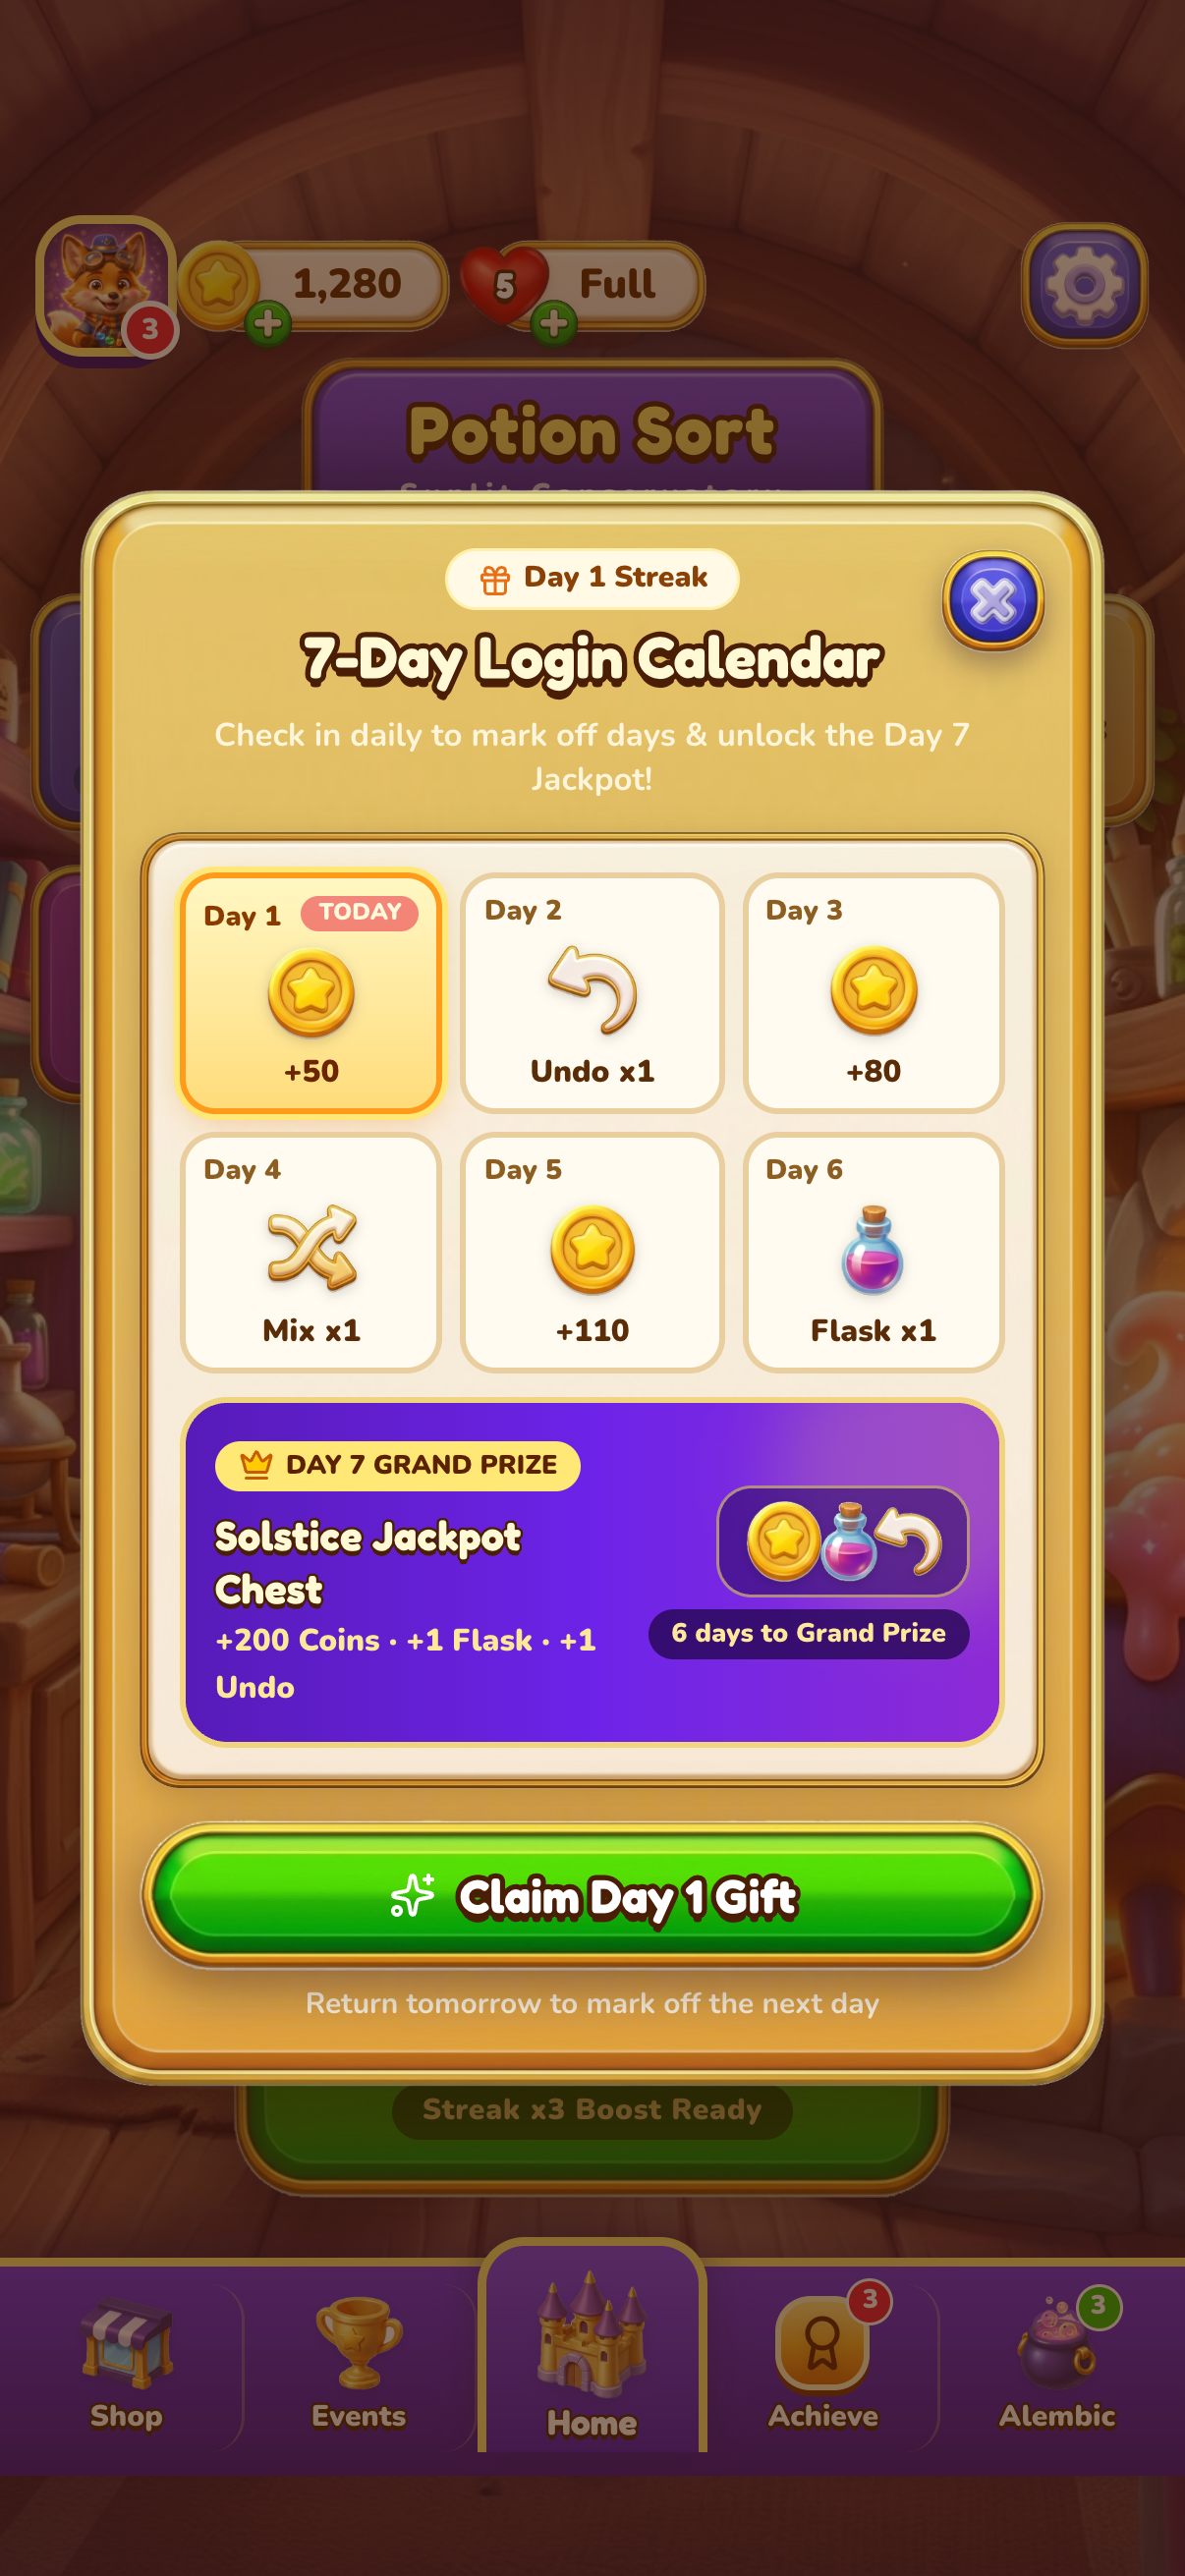 1,280
5
Full
3
Potion Sort
Day 1 Streak
7-Day Login Calendar
Check in daily to mark off days & unlock the Day 7
Jackpot!
Day 1
TODAY
+50
Day 2
Undo x1
Day 3
+80
Day 4
Mix x1
Day 5
+110
Day 6
Flask x1
DAY 7 GRAND PRIZE
Solstice Jackpot
Chest
+200 Coins · +1 Flask · +1
Undo
6 days to Grand Prize
Claim Day 1 Gift
Return tomorrow to mark off the next day
Streak x3 Boost Ready
3
3
Shop
Events
Home
Achieve
Alembic